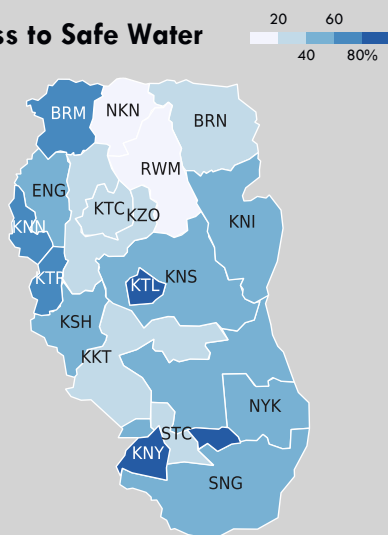 ss to Safe Water
20 60
40 80%
BRM
NKN
BRN
RWM
ENG
KTC
KZO
KNN
KNI
KTR
KNS
KTL
KSH
KKT
NYK
STC
KNY
SNG